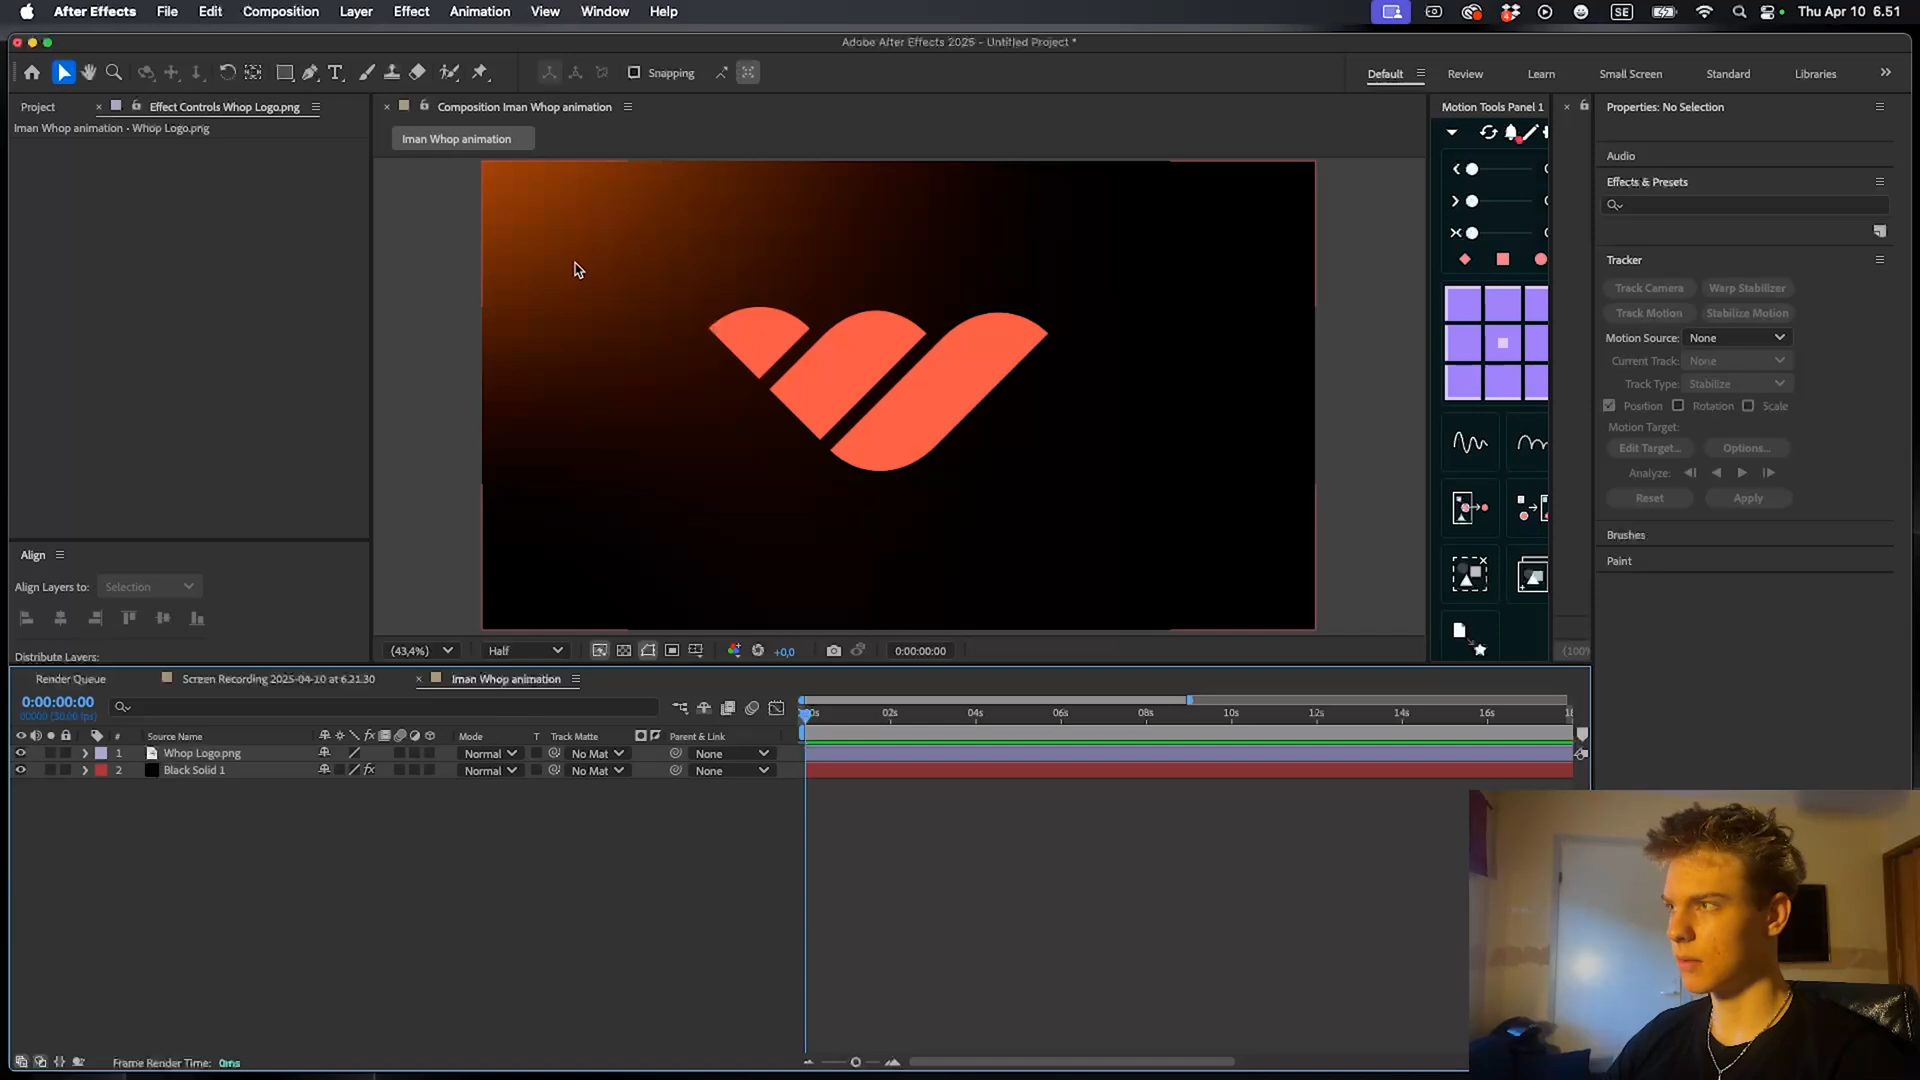 After Effects File Edit Composition Layer Effect Animation View Window Help SE Thu Apr 10 6.51
Adobe After Effects 2025 - Untitled Project *
Snapping Default Review Learn Small Screen Standard Libraries
Project Effect Controls Whop Logo.png Composition Iman Whop animation Motion Tools Panel 1 Properties: No Selection
Iman Whop animation • Whop Logo.png
Iman Whop animation
Audio
Effects & Presets
Tracker
Track Camera Warp Stabilizer
Track Motion Stabilize Motion
Motion Source: None
Current Track: None
Track Type: Stabilize
Position Rotation Scale
Motion Target:
Edit Target... Options...
Analyze:
Reset Apply
Brushes
Paint
Align
Align Layers to: Selection
Distribute Layers:
(43,4%) Half +0,0 0:00:00:00 (100%
Render Queue Screen Recording 2025-04-10 at 6.21.30 Iman Whop animation
0:00:00:00
00000 (30.00 fps)
02s 04s 06s 08s 10s 12s 14s 16s
# Source Name Mode T Track Matte Parent & Link
1 Whop Logo.png Normal No Mat None
2 Black Solid 1 fx Normal No Mat None
Frame Render Time: 0ms